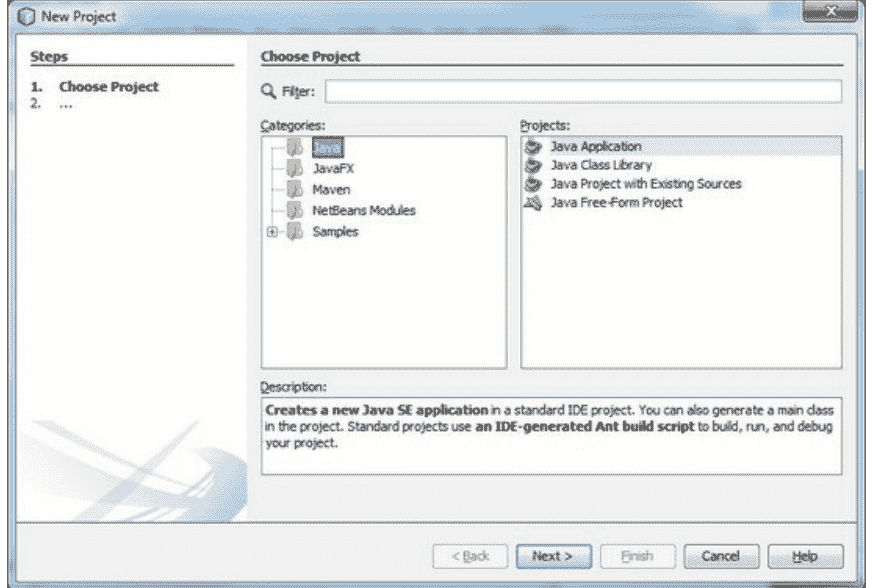 New Project
Steps
1. Choose Project
2. ...
Choose Project
Filter:
Categories:
Java
JavaFX
Maven
NetBeans Modules
Samples
Projects:
Java Application
Java Class Library
Java Project with Existing Sources
Java Free-Form Project
Description:
Creates a new Java SE application in a standard IDE project. You can also generate a main class
in the project. Standard projects use an IDE-generated Ant build script to build, run, and debug
your project.
< Back Next > Finish Cancel Help